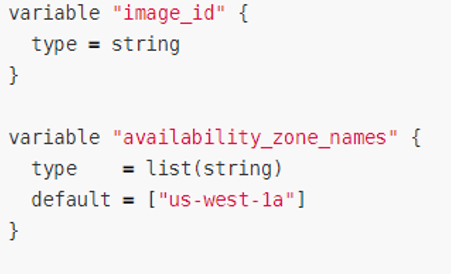 variable "image_id" {
  type = string
}

variable "availability_zone_names" {
  type    = list(string)
  default = ["us-west-1a"]
}